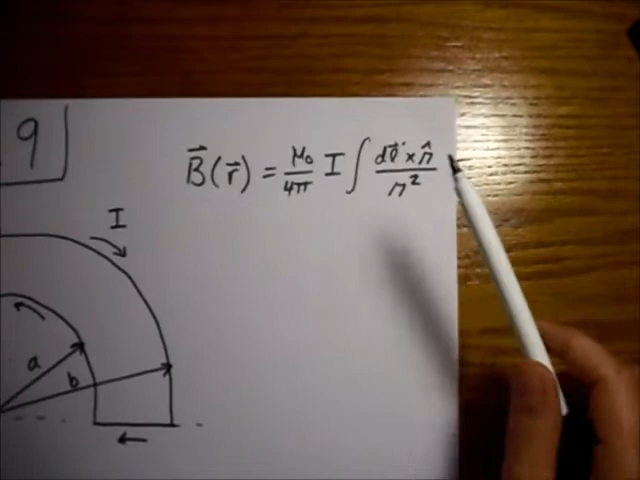 9
B⃗(r⃗) = μ₀/4π I ∫ dl⃗' × r̂ / r²
I
a
b